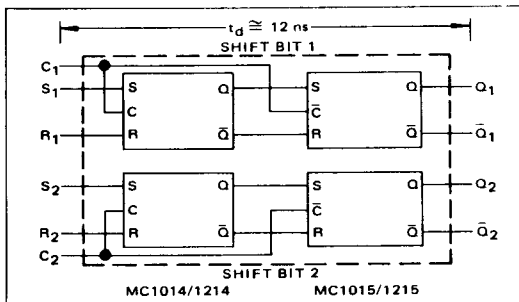 t_d ≅ 12 ns
SHIFT BIT 1
C1
S1 S Q S Q Q1
C C̄
R1 R Q̄ R Q̄ Q̄1
S2 S Q S Q Q2
C C̄
R2 R Q̄ R Q̄ Q̄2
C2
SHIFT BIT 2
MC1014/1214 MC1015/1215